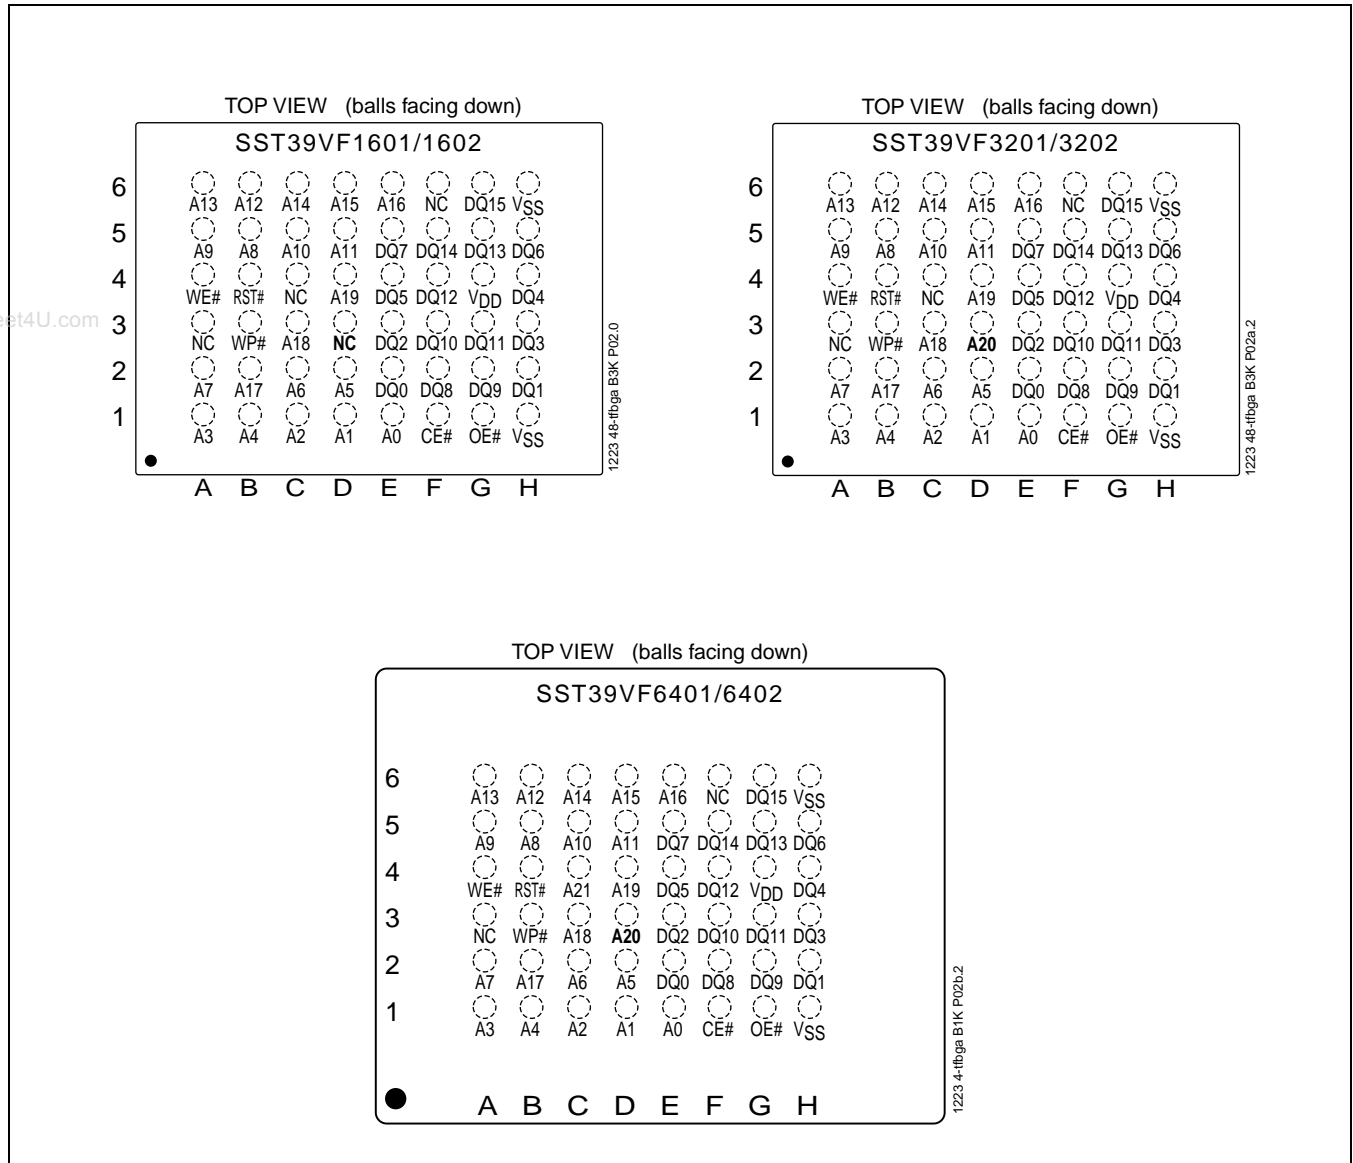 TOP VIEW (balls facing down)
SST39VF1601/1602
6
A13 A12 A14 A15 A16 NC DQ15 VSS
5
A9 A8 A10 A11 DQ7 DQ14 DQ13 DQ6
4
WE# RST# NC A19 DQ5 DQ12 VDD DQ4
3
NC WP# A18 NC DQ2 DQ10 DQ11 DQ3
2
A7 A17 A6 A5 DQ0 DQ8 DQ9 DQ1
1
A3 A4 A2 A1 A0 CE# OE# VSS
A B C D E F G H
1223 48-tfbga B3K P02.0
TOP VIEW (balls facing down)
SST39VF3201/3202
6
A13 A12 A14 A15 A16 NC DQ15 VSS
5
A9 A8 A10 A11 DQ7 DQ14 DQ13 DQ6
4
WE# RST# NC A19 DQ5 DQ12 VDD DQ4
3
NC WP# A18 A20 DQ2 DQ10 DQ11 DQ3
2
A7 A17 A6 A5 DQ0 DQ8 DQ9 DQ1
1
A3 A4 A2 A1 A0 CE# OE# VSS
A B C D E F G H
1223 48-tfbga B3K P02a.2
et4U.com
TOP VIEW (balls facing down)
SST39VF6401/6402
6
A13 A12 A14 A15 A16 NC DQ15 VSS
5
A9 A8 A10 A11 DQ7 DQ14 DQ13 DQ6
4
WE# RST# A21 A19 DQ5 DQ12 VDD DQ4
3
NC WP# A18 A20 DQ2 DQ10 DQ11 DQ3
2
A7 A17 A6 A5 DQ0 DQ8 DQ9 DQ1
1
A3 A4 A2 A1 A0 CE# OE# VSS
A B C D E F G H
1223 4-tfbga B1K P02b.2